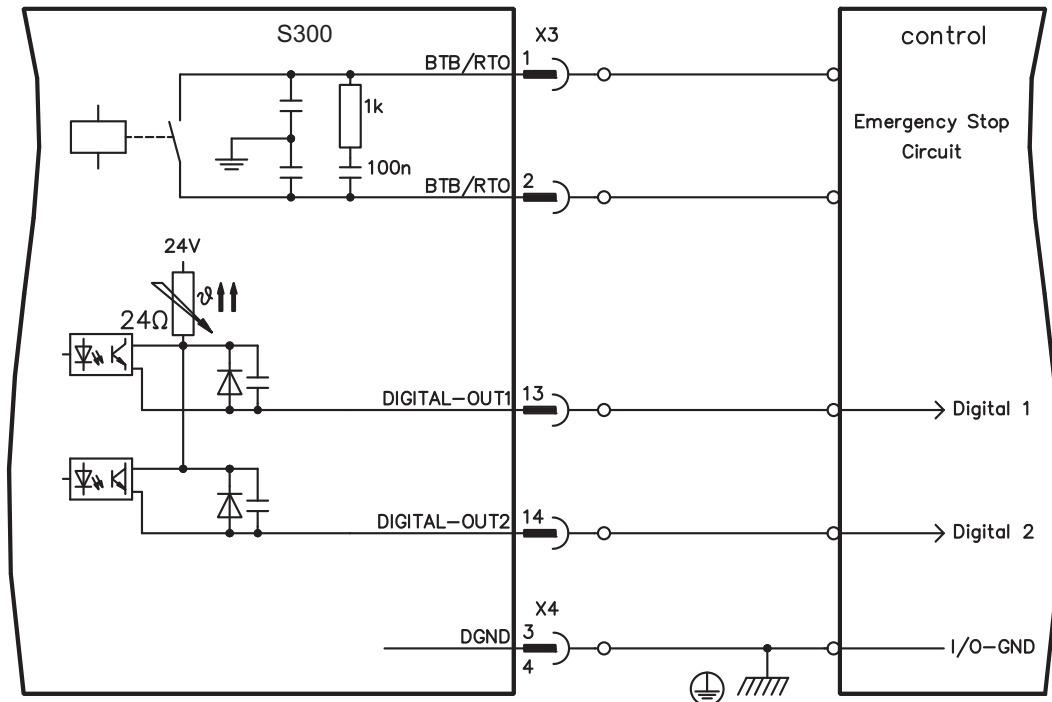 S300
X3
control
BTB/RTO
1
1k
Emergency Stop
Circuit
100n
BTB/RTO
2
24V
ϑ
24Ω
DIGITAL-OUT1
13
Digital 1
DIGITAL-OUT2
14
Digital 2
X4
DGND
3
I/O-GND
4